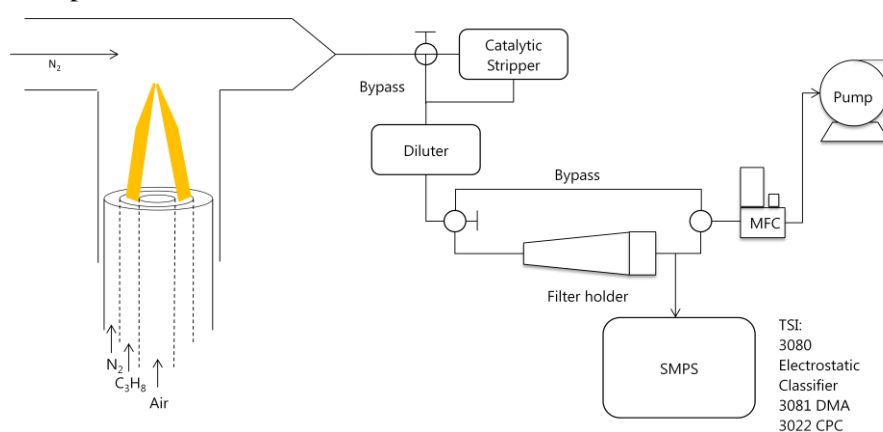 N2
Bypass
Catalytic
Stripper
Diluter
Bypass
Pump
MFC
Filter holder
SMPS
TSI:
3080
Electrostatic
Classifier
3081 DMA
3022 CPC
N2
C3H8
Air